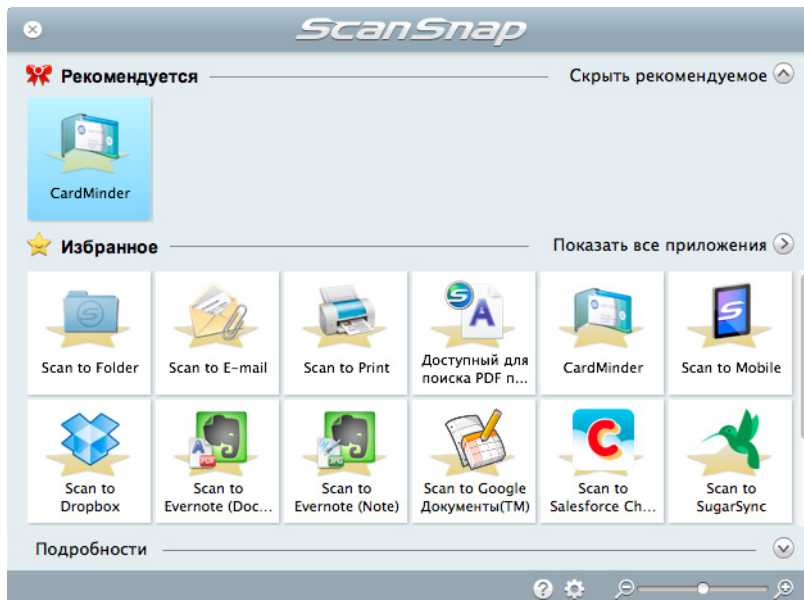 ScanSnap
Рекомендуется
Скрыть рекомендуемое
CardMinder
Избранное
Показать все приложения
Scan to Folder
Scan to E-mail
Scan to Print
Доступный для
поиска PDF п...
CardMinder
Scan to Mobile
Scan to
Dropbox
Scan to
Evernote (Doc...
Scan to
Evernote (Note)
Scan to Google
Документы(TM)
Scan to
Salesforce Ch...
Scan to
SugarSync
Подробности